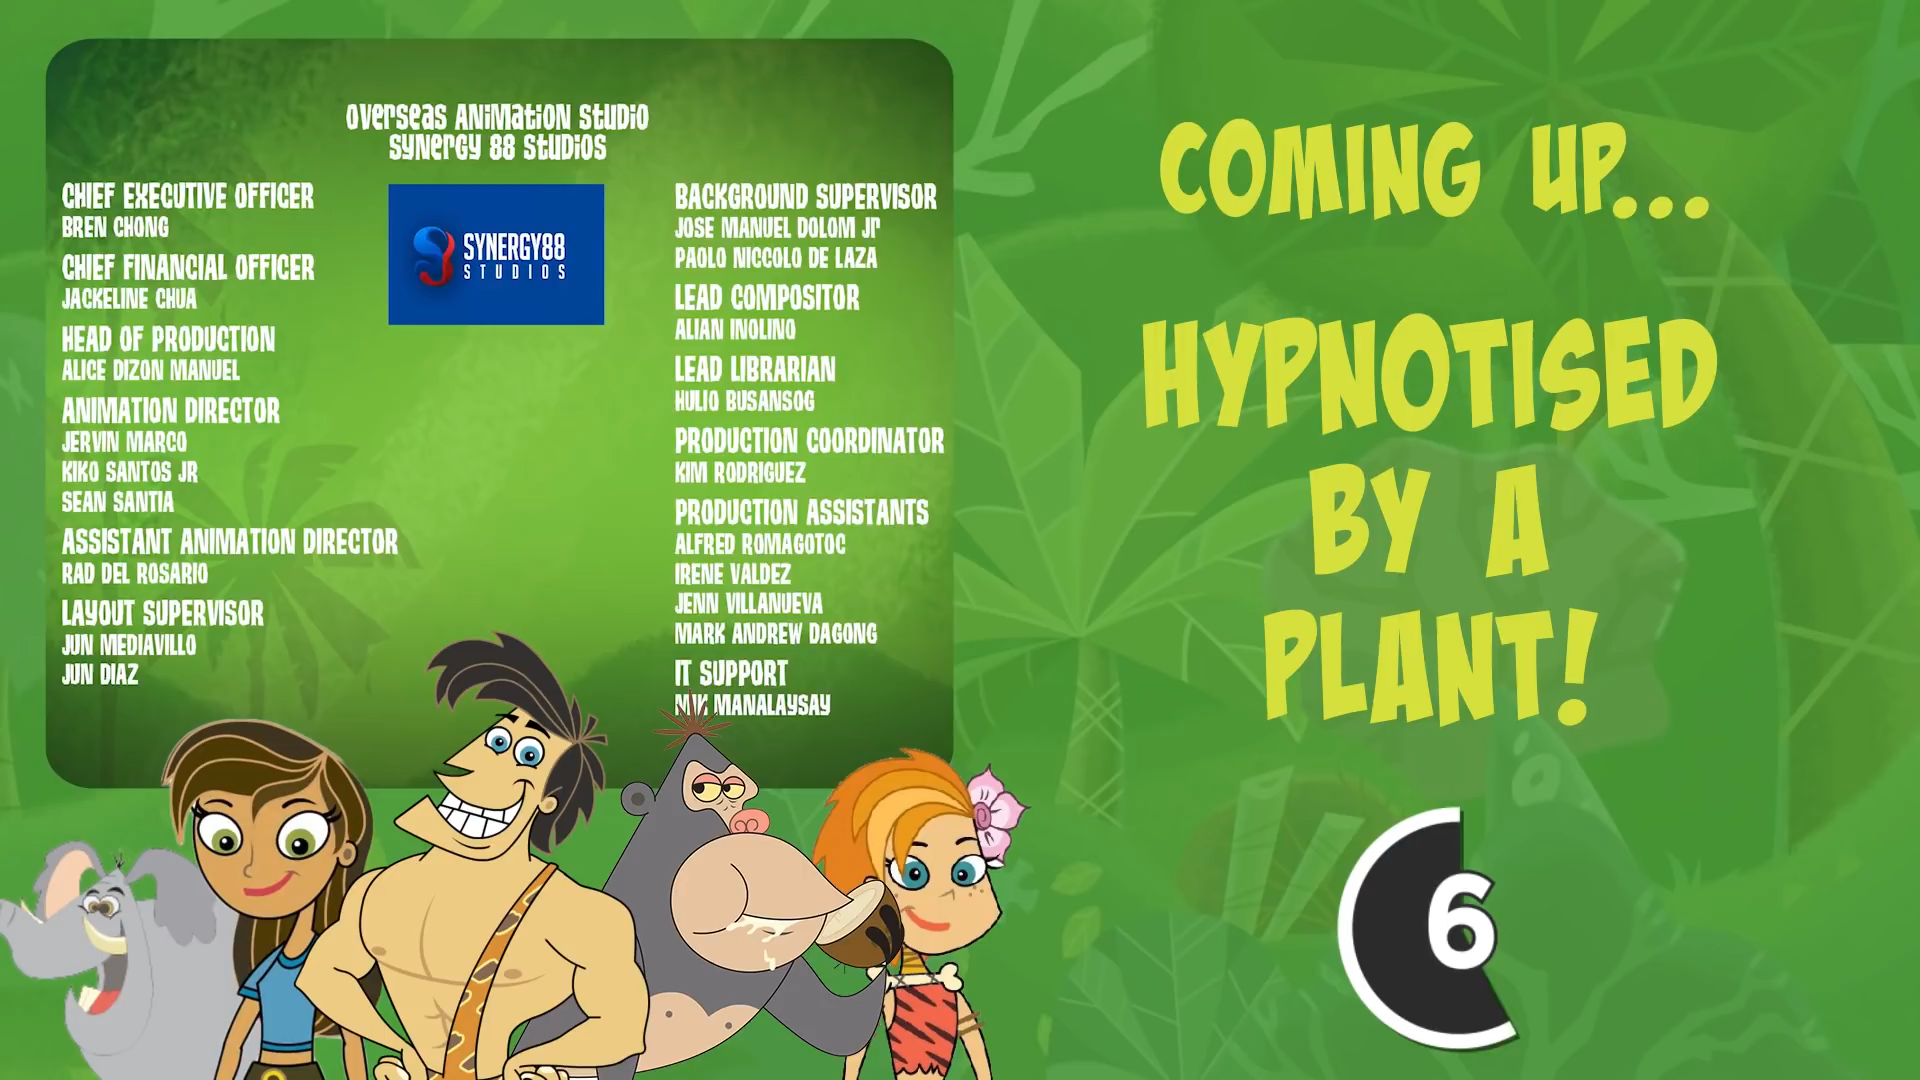 Overseas Animation Studio
Synergy 88 Studios
CHIEF EXECUTIVE OFFICER
BREN CHONG
CHIEF FINANCIAL OFFICER
JACKELINE CHUA
HEAD OF PRODUCTION
ALICE DIZON MANUEL
ANIMATION DIRECTOR
JERVIN MARCO
KIKO SANTOS JR
SEAN SANTIA
ASSISTANT ANIMATION DIRECTOR
RAD DEL ROSARIO
LAYOUT SUPERVISOR
JUN MEDIAVILLO
JUN DIAZ
SYNERGY88
STUDIOS
BACKGROUND SUPERVISOR
JOSE MANUEL DOLOM Jr
PAOLO NICCOLO DE LAZA
LEAD COMPOSITOR
ALIAN INOLINO
LEAD LIBRARIAN
HULIO BUSANSOG
PRODUCTION COORDINATOR
KIM RODRIGUEZ
PRODUCTION ASSISTANTS
ALFRED ROMAGOTOC
IRENE VALDEZ
JENN VILLANUEVA
MARK ANDREW DAGONG
IT SUPPORT
MANALAYSAY
COMING UP...
HYPNOTISED
BY A
PLANT!
6